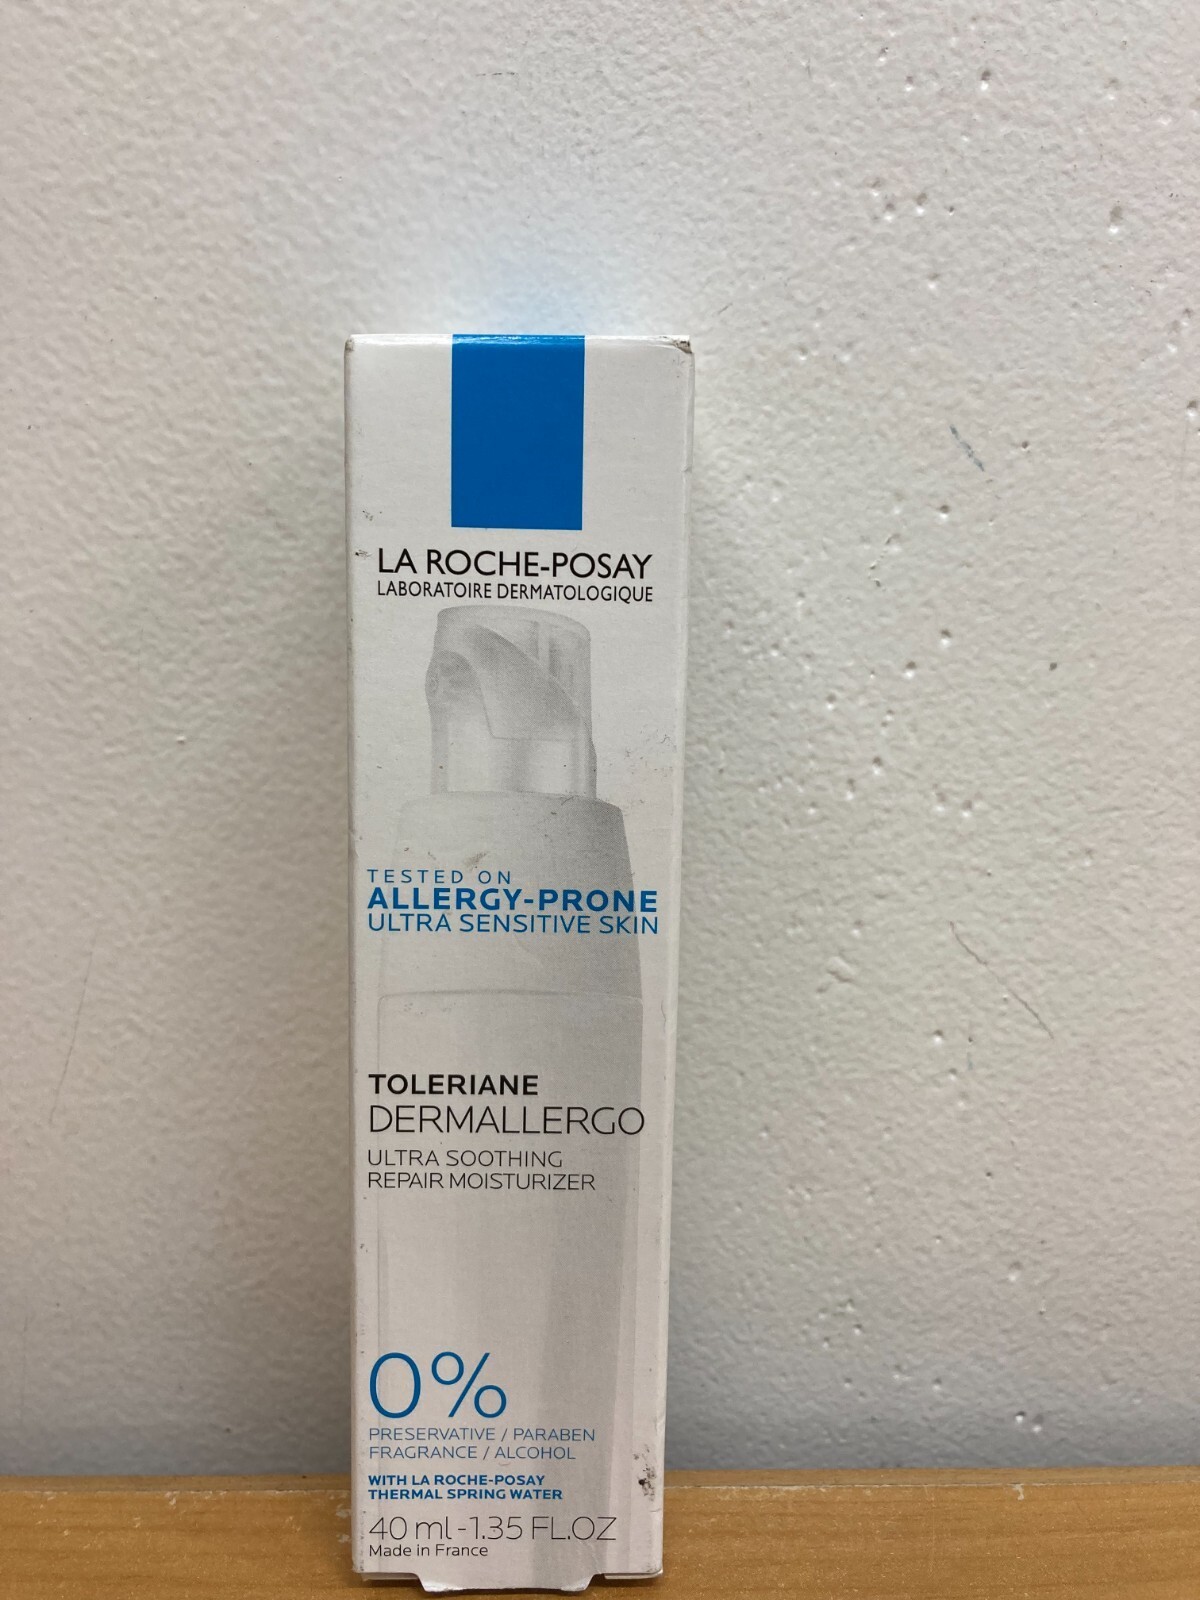 LA ROCHE-POSAY
LABORATOIRE DERMATOLOGIQUE
TESTED ON
ALLERGY-PRONE
ULTRA SENSITIVE SKIN
TOLERIANE
DERMALLERGO
ULTRA SOOTHING
REPAIR MOISTURIZER
0%
PRESERVATIVE / PARABEN
FRAGRANCE / ALCOHOL
WITH LA ROCHE-POSAY
THERMAL SPRING WATER
40 ml - 1.35 FL.OZ
Made in France